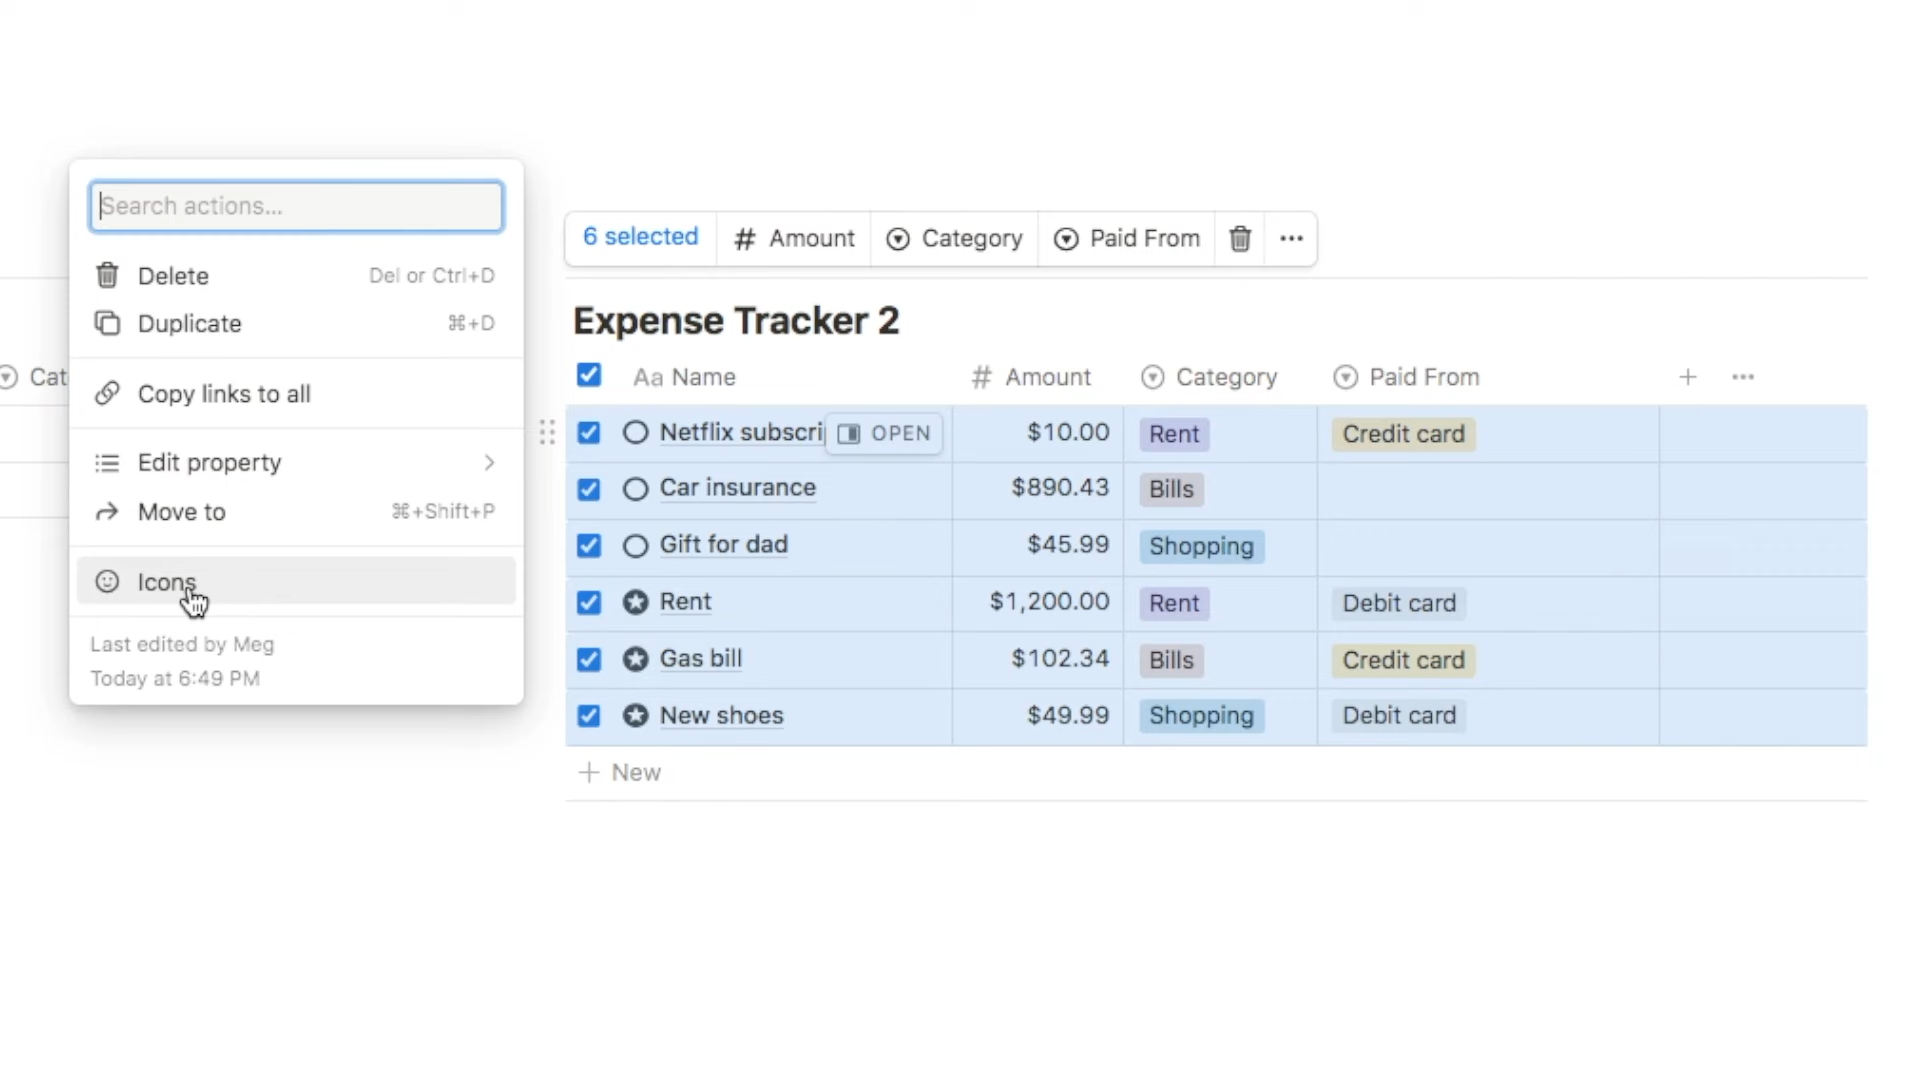 Search actions...
Delete Del or Ctrl+D
Duplicate ⌘+D
Copy links to all
Edit property
Move to ⌘+Shift+P
Icons
Last edited by Meg
Today at 6:49 PM
Cat
6 selected # Amount Category Paid From ...
Expense Tracker 2
Aa Name # Amount Category Paid From + ...
Netflix subscri OPEN $10.00 Rent Credit card
Car insurance $890.43 Bills
Gift for dad $45.99 Shopping
Rent $1,200.00 Rent Debit card
Gas bill $102.34 Bills Credit card
New shoes $49.99 Shopping Debit card
+ New